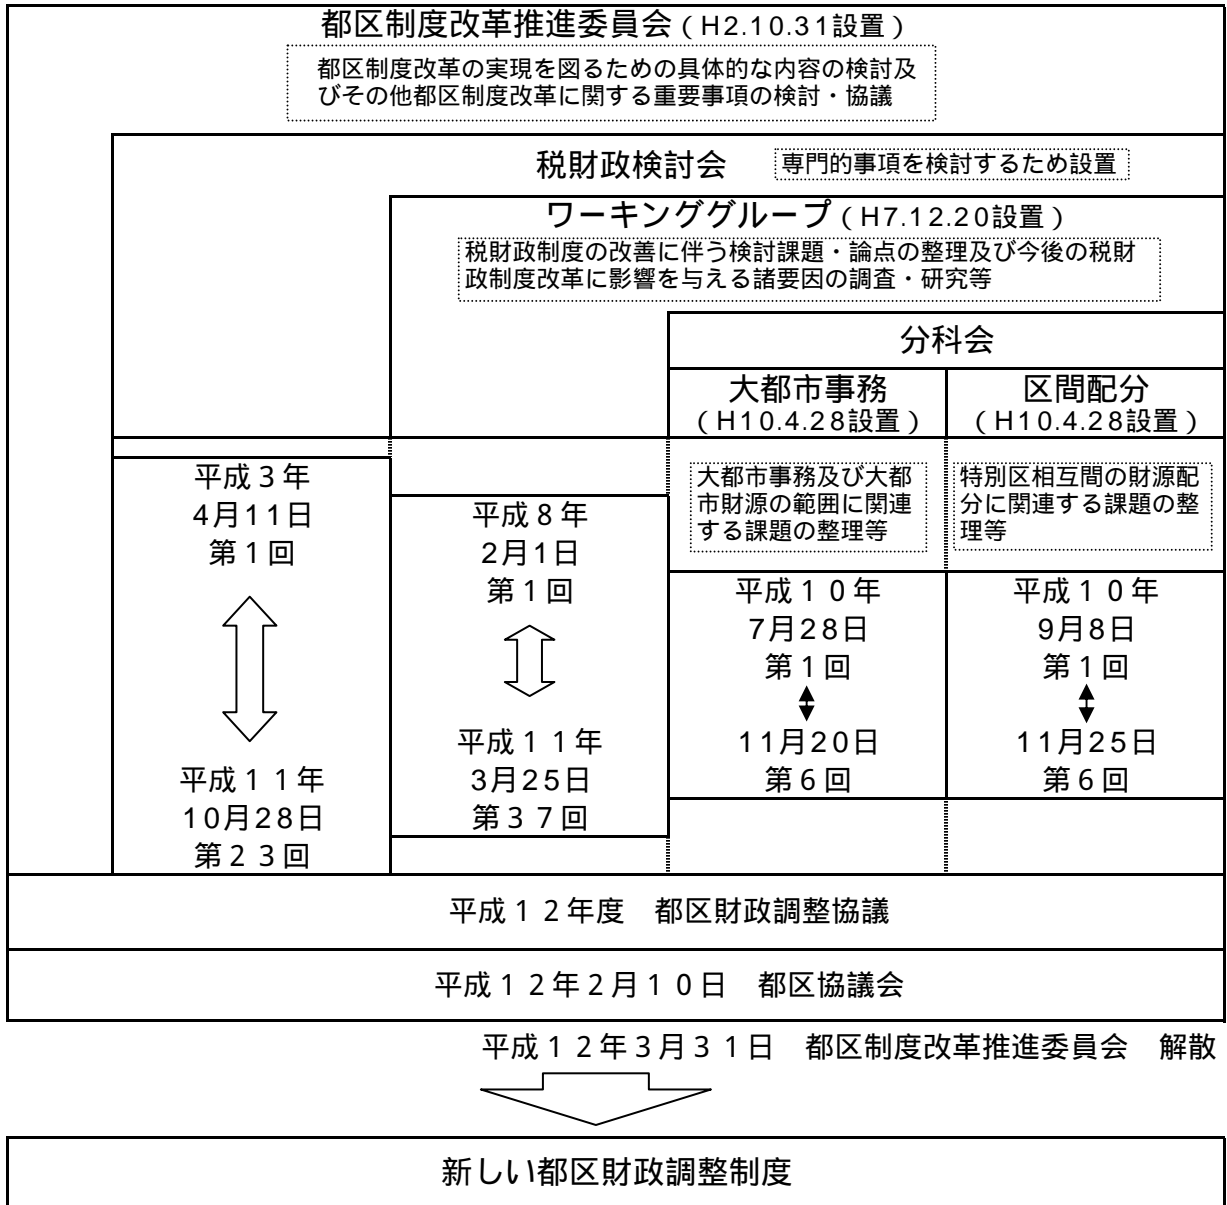 都区制度改革推進委員会（H2.10.31設置）
都区制度改革の実現を図るための具体的な内容の検討及
びその他都区制度改革に関する重要事項の検討・協議
税財政検討会
専門的事項を検討するため設置
ワーキンググループ（H7.12.20設置）
税財政制度の改善に伴う検討課題・論点の整理及び今後の税財
政制度改革に影響を与える諸要因の調査・研究等
分科会
大都市事務
（H10.4.28設置）
区間配分
（H10.4.28設置）
大都市事務及び大都
市財源の範囲に関連
する課題の整理等
特別区相互間の財源配
分に関連する課題の整
理等
平成３年
4月11日
第１回
平成１１年
10月28日
第２３回
平成８年
2月1日
第１回
平成１１年
3月25日
第３７回
平成１０年
7月28日
第１回
11月20日
第６回
平成１０年
9月8日
第１回
11月25日
第６回
平成１２年度　都区財政調整協議
平成１２年２月１０日　都区協議会
平成１２年３月３１日　都区制度改革推進委員会　解散
新しい都区財政調整制度